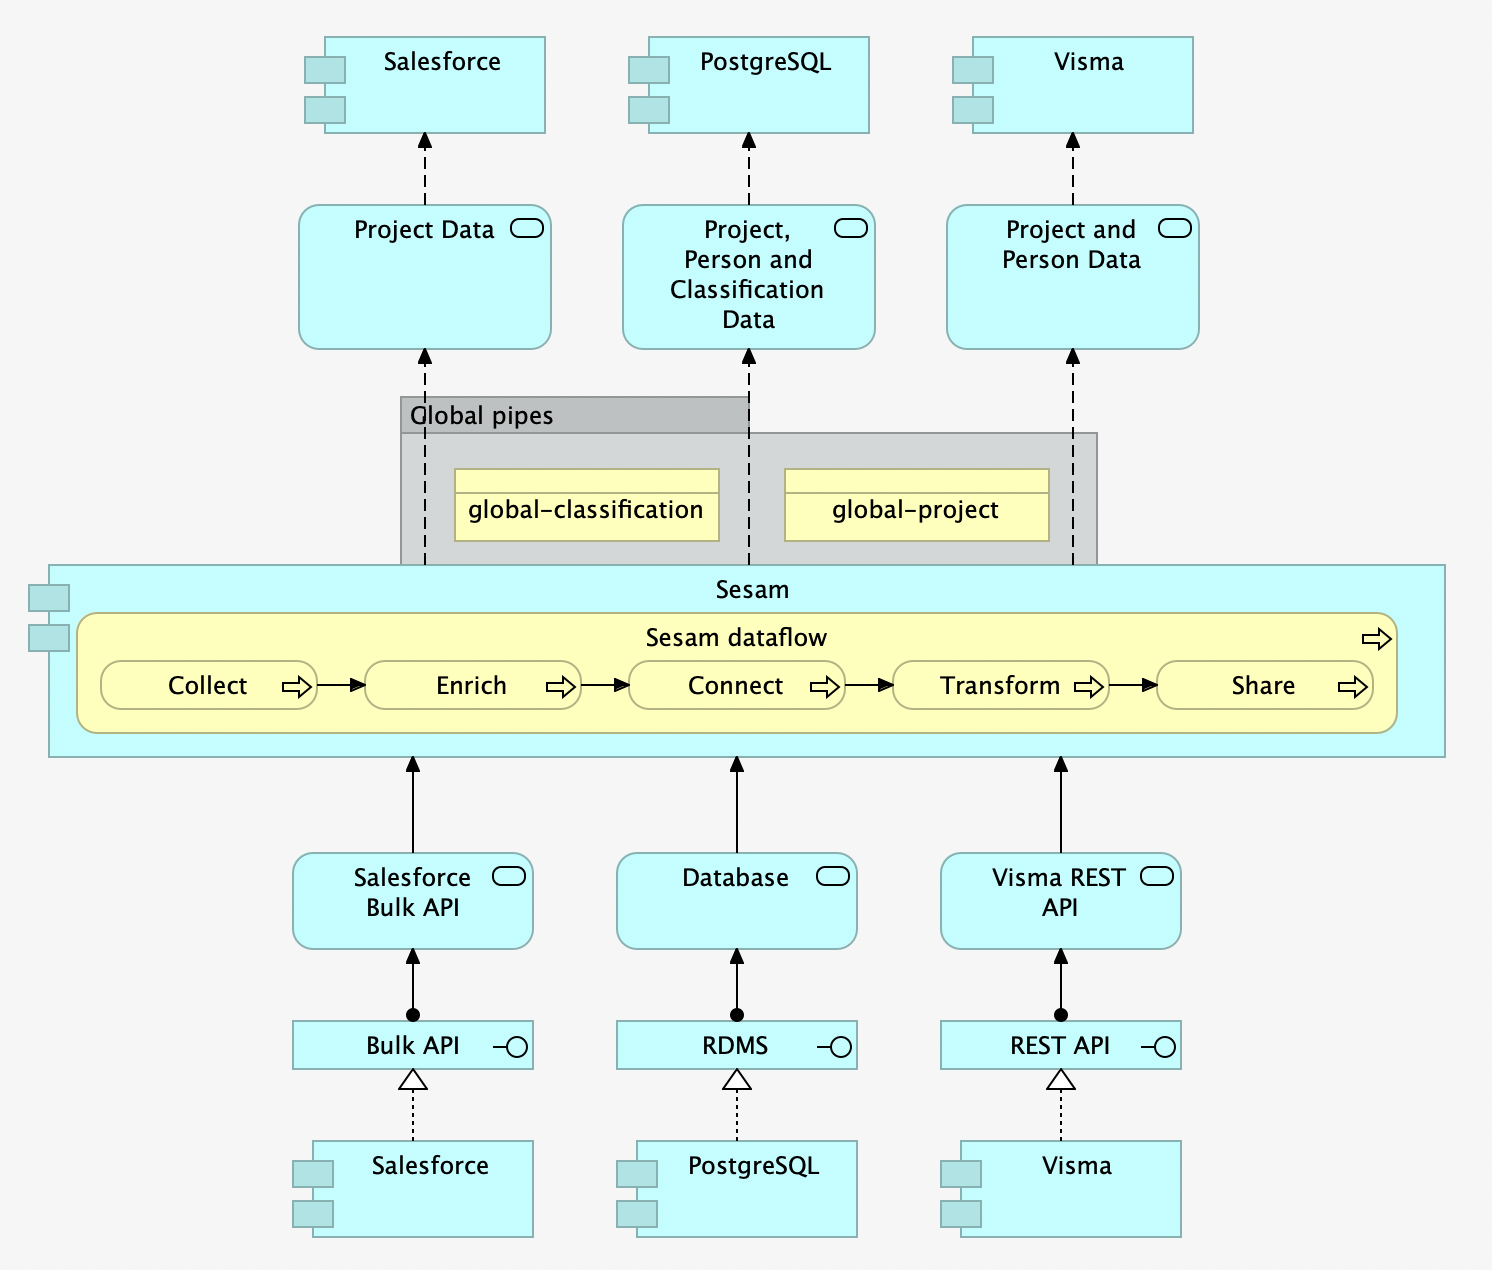 Salesforce
PostgreSQL
Visma
Project Data
Project,
Person and
Classification
Data
Project and
Person Data
Global pipes
global-classification
global-project
Sesam
Sesam dataflow
Collect
Enrich
Connect
Transform
Share
Salesforce
Bulk API
Database
Visma REST
API
Bulk API
RDMS
REST API
Salesforce
PostgreSQL
Visma